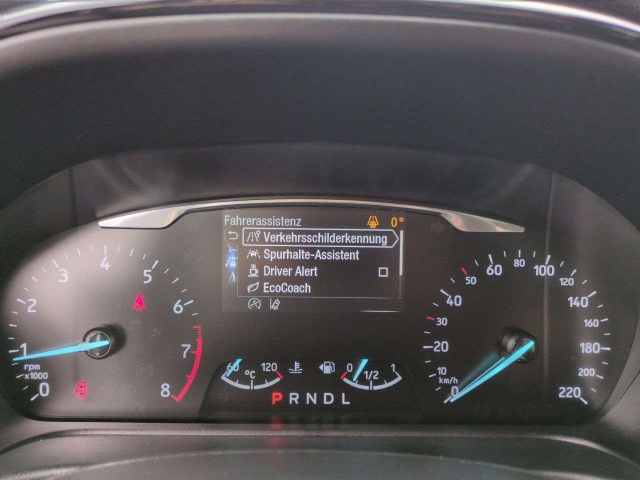 Fahrerassistenz 0°
Verkehrsschilderkennung
Spurhalte-Assistent
Driver Alert
EcoCoach
0 1 2 3 4 5 6 7 8
rpm
x1000
60 °C 120
0 1/2 1
P R N D L
0 10 20 30 40 50 60 80 100 120 140 160 180 200 220
km/h